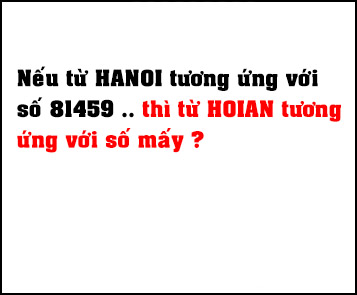 Nếu từ HANOI tương ứng với
số 81459 .. thì từ HOIAN tương
ứng với số mấy ?